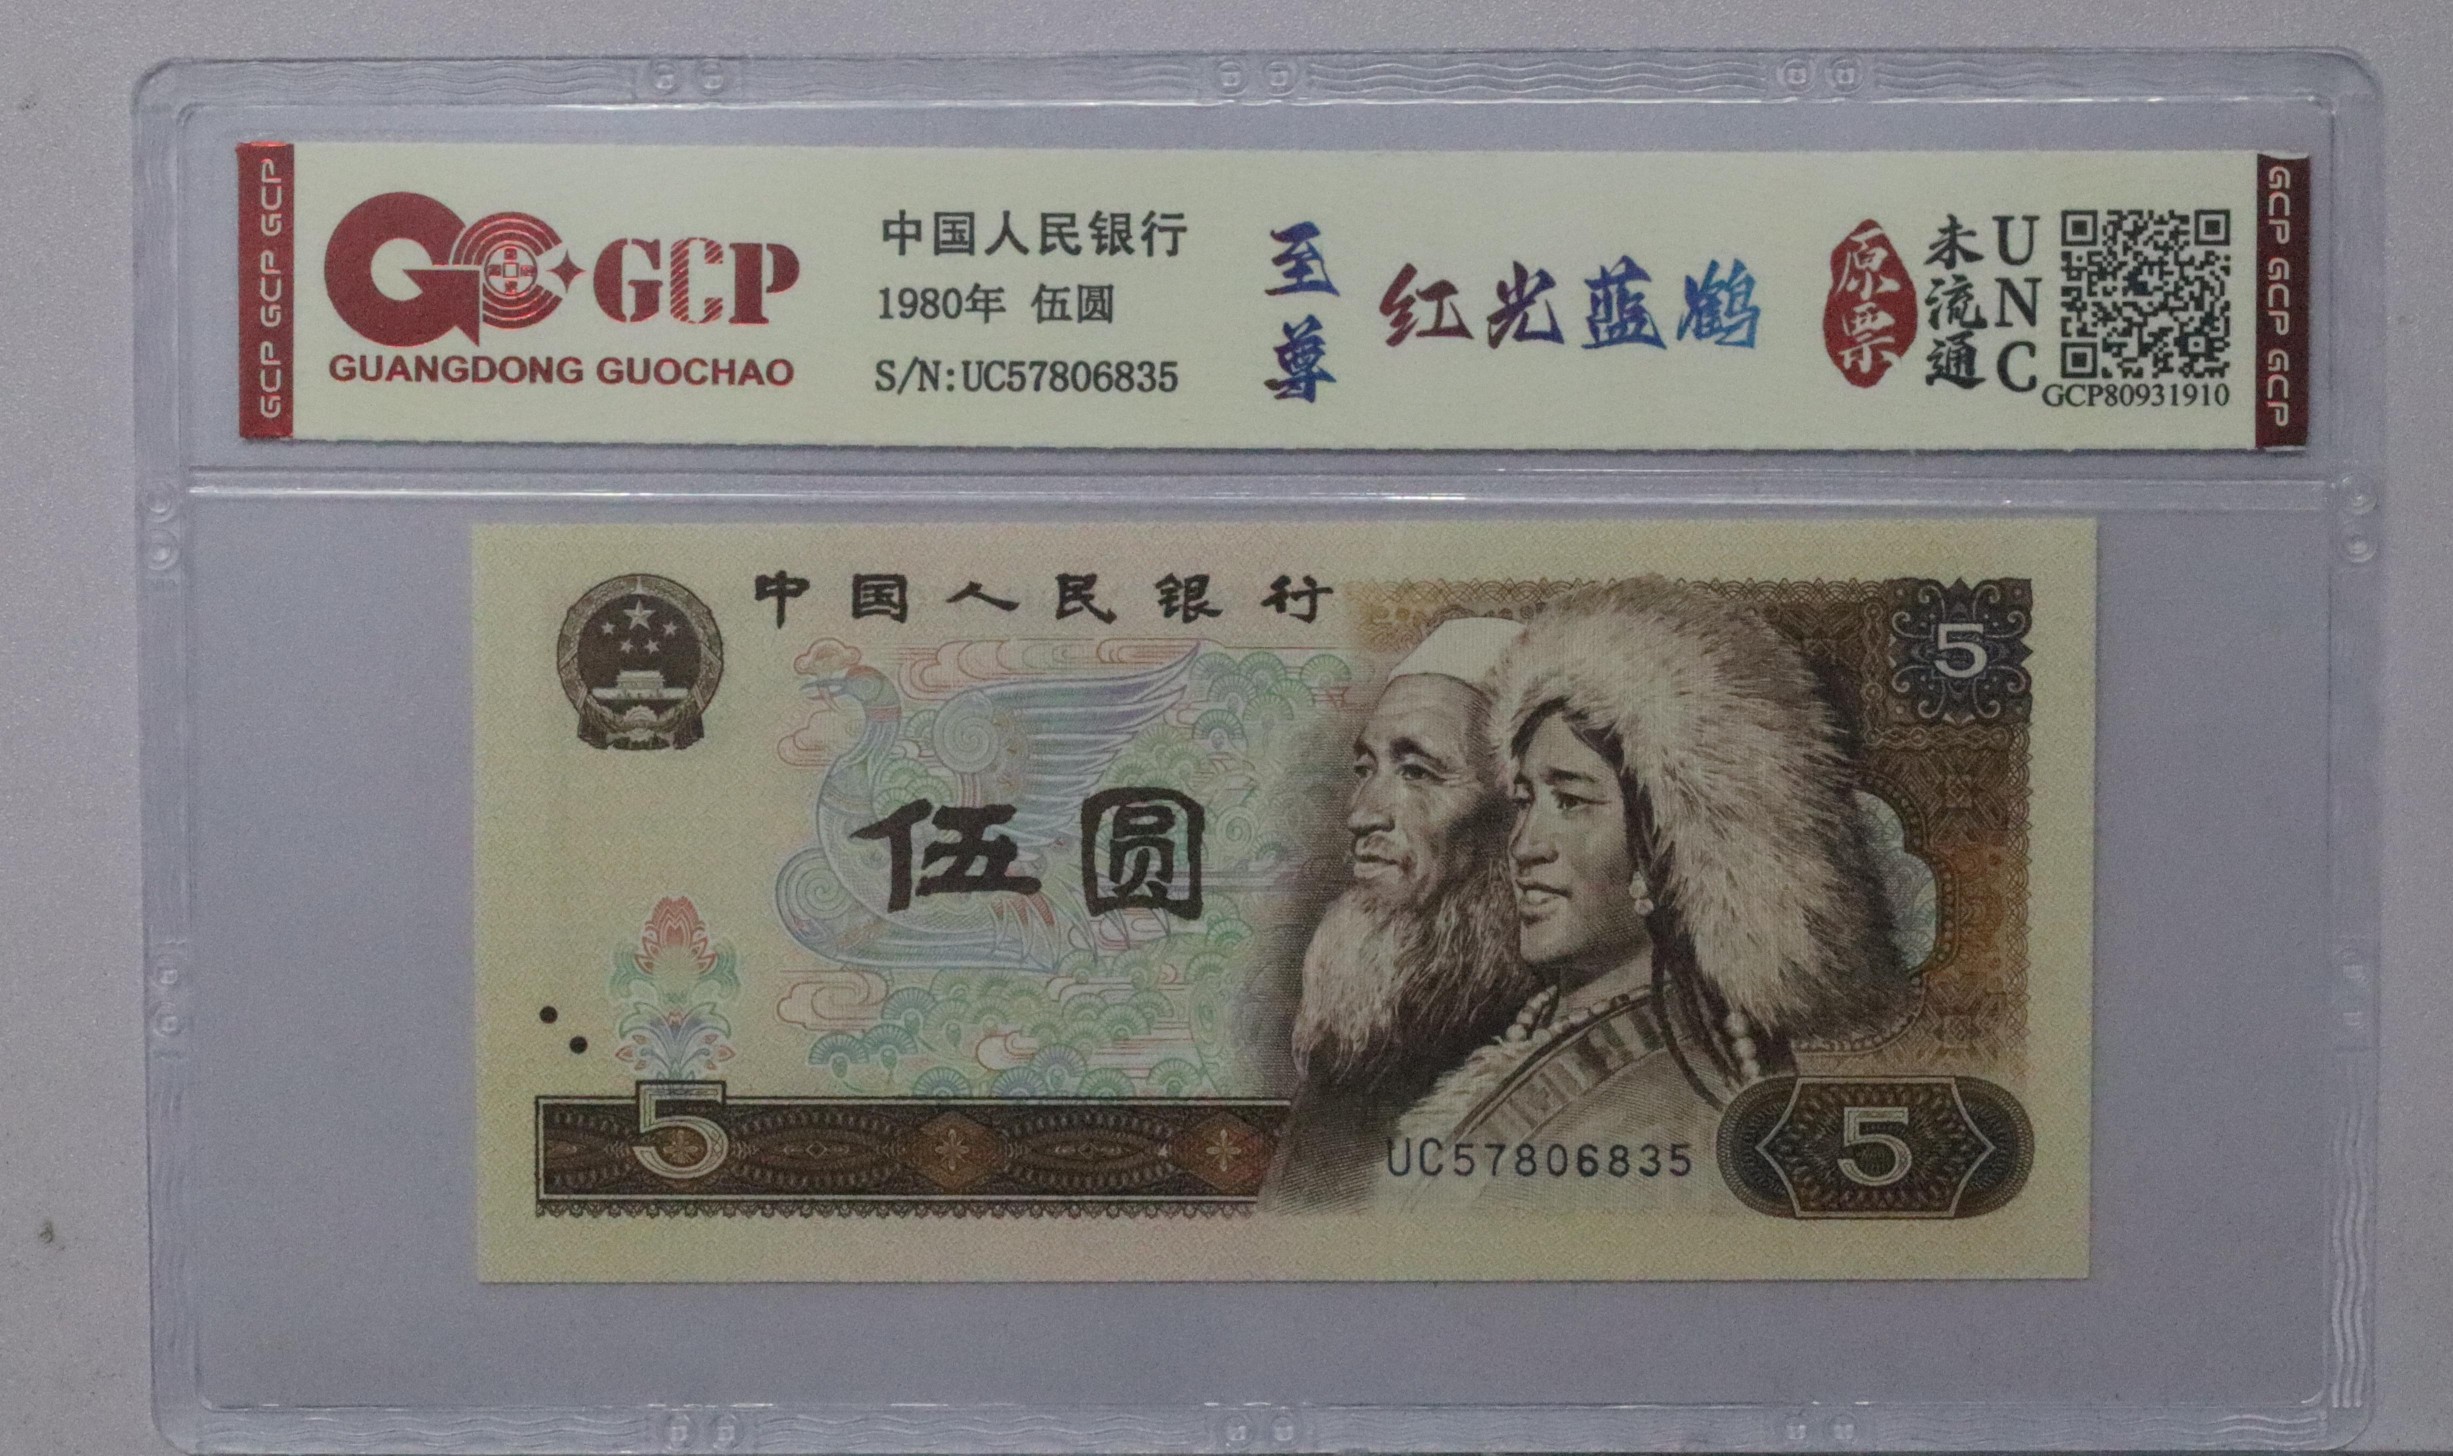 GCP GCP GCP
GCP
GUANGDONG GUOCHAO
中国人民银行
1980年 伍圆
S/N:UC57806835
至尊
红光蓝鹤
原票
未流通
UNC
GCP80931910
GCP GCP GCP
中国人民银行
5
伍圆
5
UC57806835
5